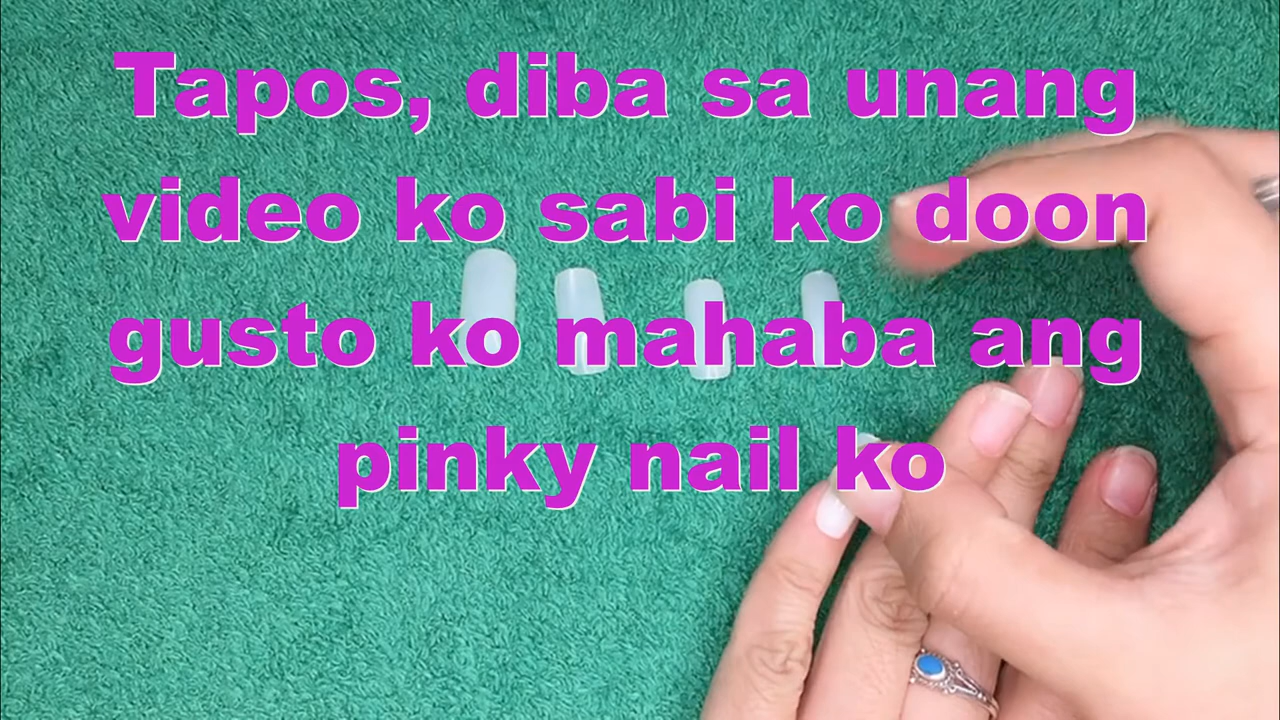 Tapos, diba sa unang
video ko sabi ko doon
gusto ko mahaba ang
pinky nail ko